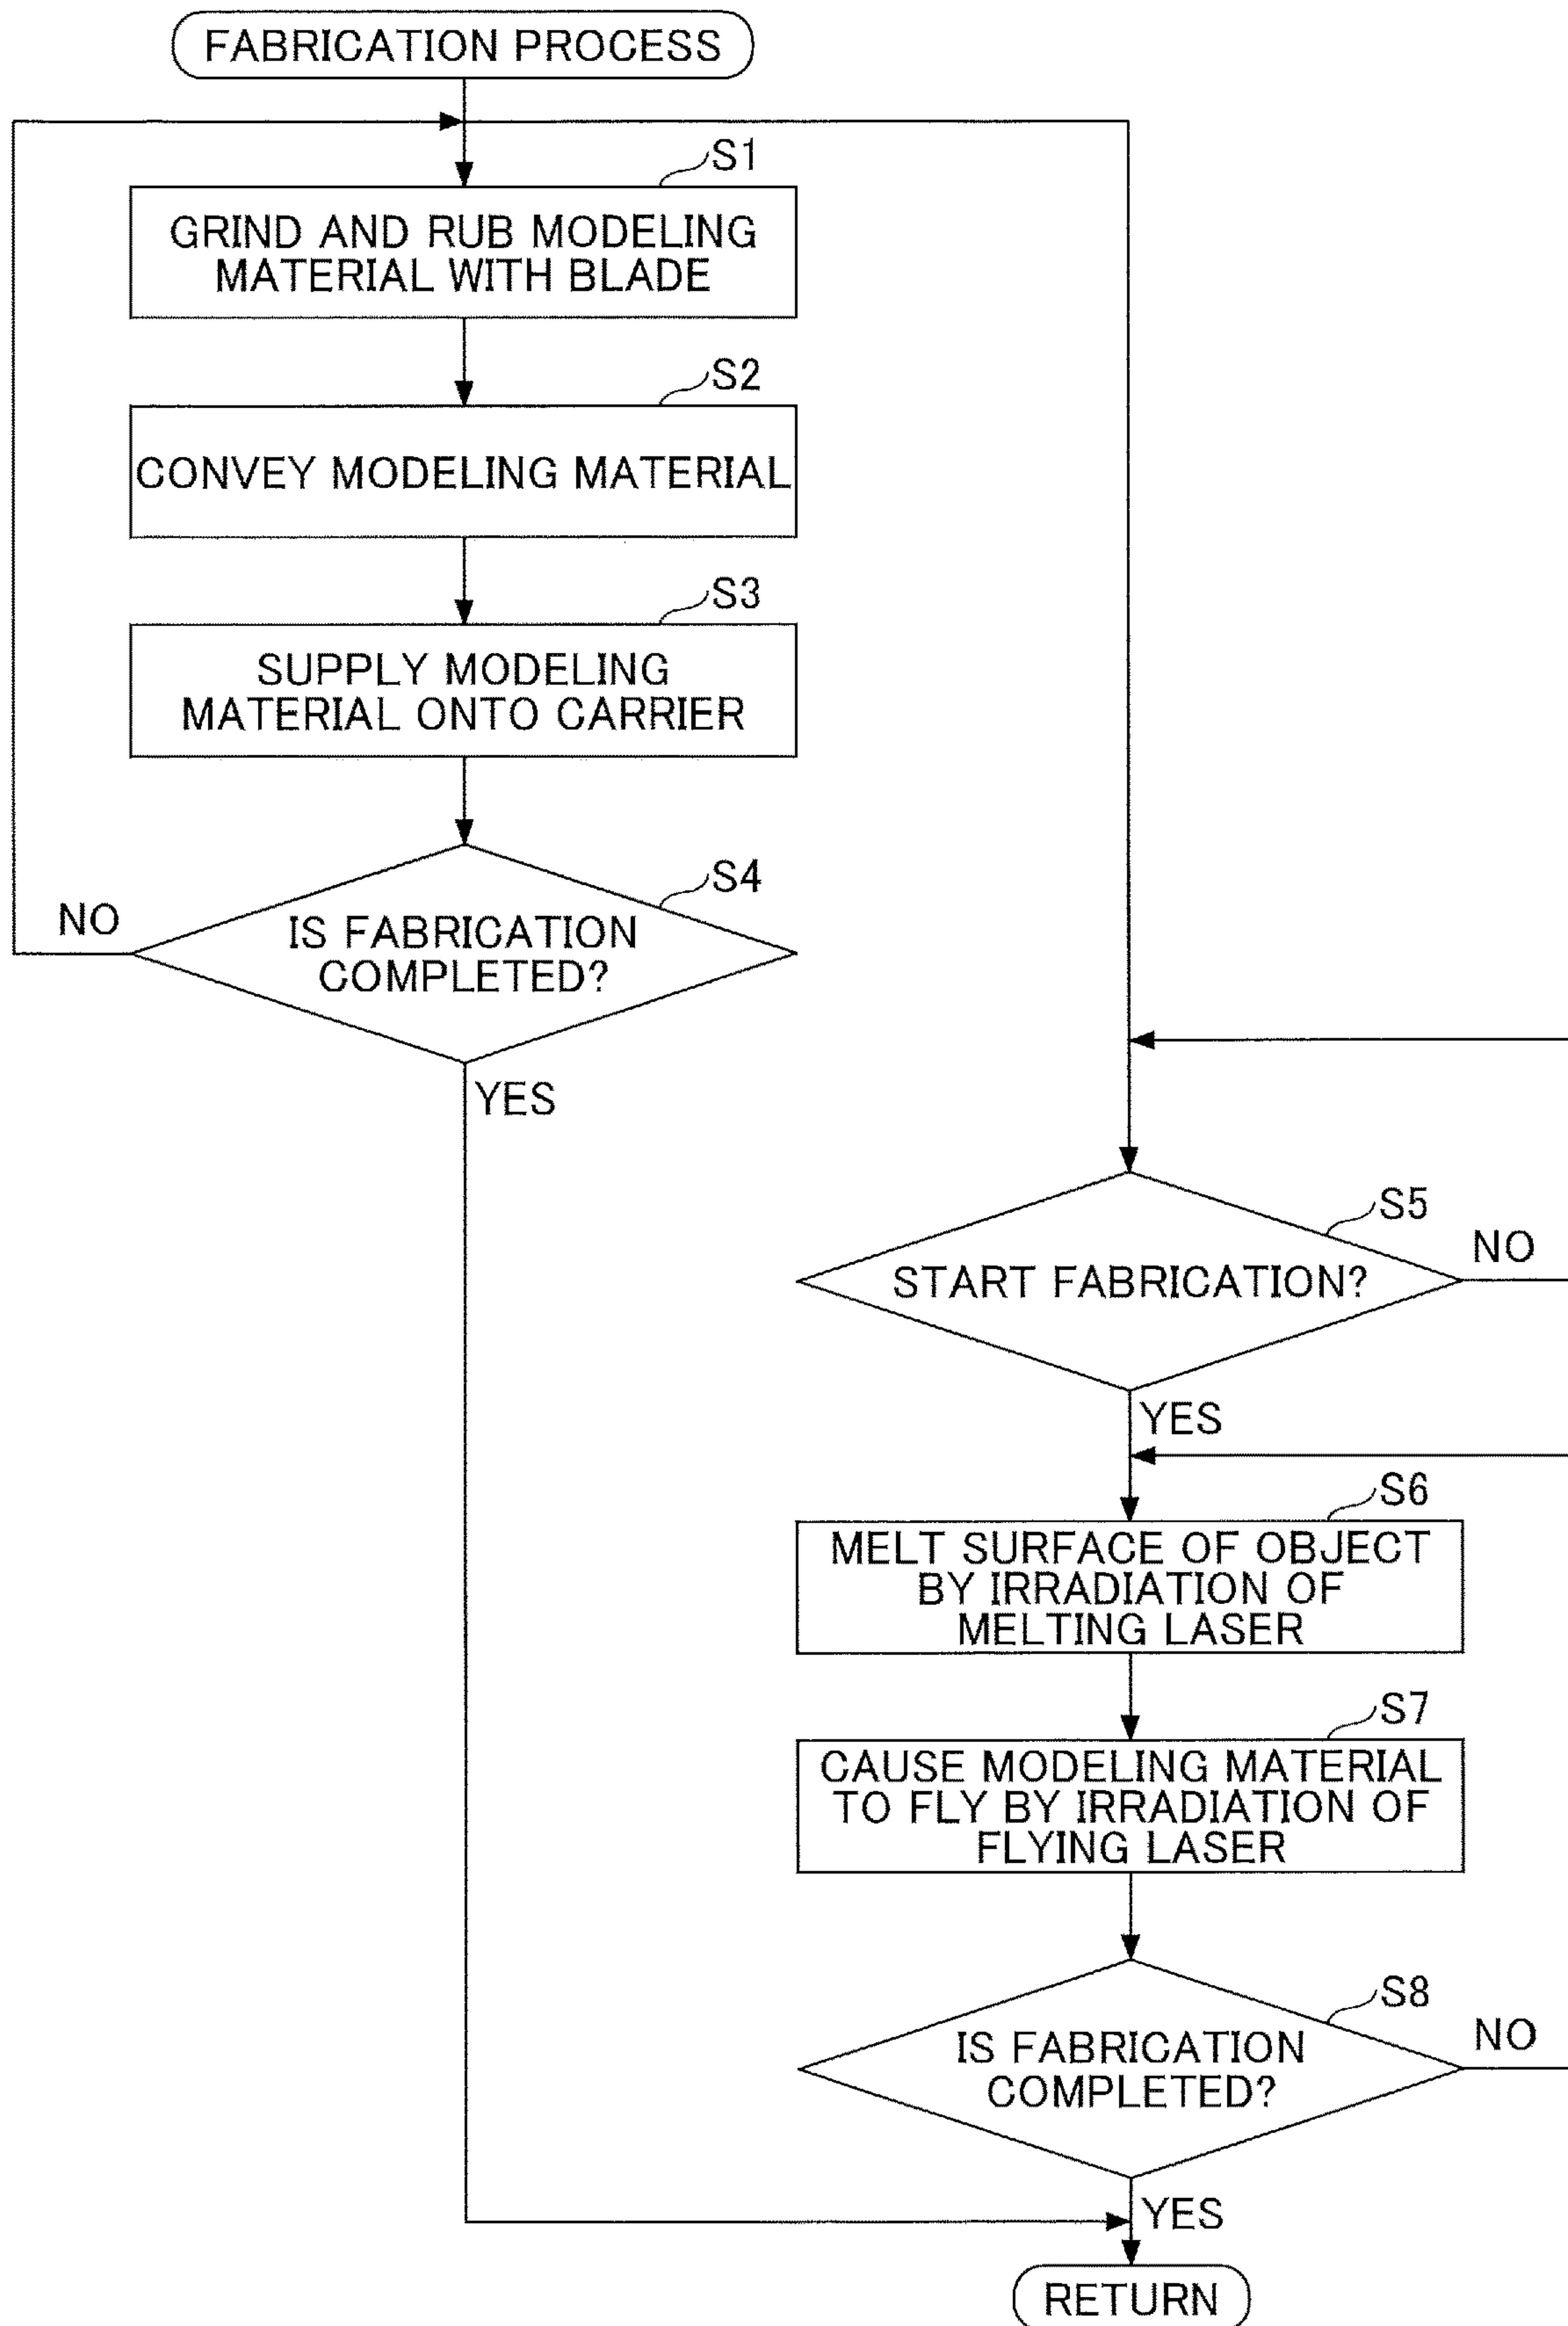 FABRICATION PROCESS
S1
GRIND AND RUB MODELING
MATERIAL WITH BLADE
S2
CONVEY MODELING MATERIAL
S3
SUPPLY MODELING
MATERIAL ONTO CARRIER
S4
NO
IS FABRICATION
COMPLETED?
YES
S5
NO
START FABRICATION?
YES
S6
MELT SURFACE OF OBJECT
BY IRRADIATION OF
MELTING LASER
S7
CAUSE MODELING MATERIAL
TO FLY BY IRRADIATION OF
FLYING LASER
S8
NO
IS FABRICATION
COMPLETED?
YES
RETURN